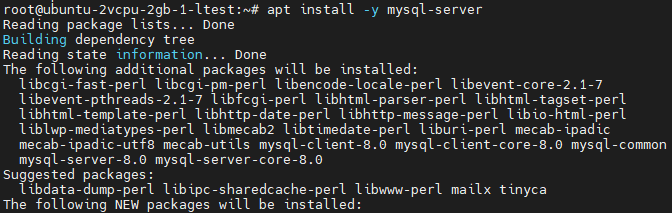 root@ubuntu-2vcpu-2gb-1-ltest:~# apt install -y mysql-server
Reading package lists... Done
Building dependency tree
Reading state information... Done
The following additional packages will be installed:
  libcgi-fast-perl libcgi-pm-perl libencode-locale-perl libevent-core-2.1-7
  libevent-pthreads-2.1-7 libfcgi-perl libhtml-parser-perl libhtml-tagset-perl
  libhtml-template-perl libhttp-date-perl libhttp-message-perl libio-html-perl
  liblwp-mediatypes-perl libmecab2 libtimedate-perl liburi-perl mecab-ipadic
  mecab-ipadic-utf8 mecab-utils mysql-client-8.0 mysql-client-core-8.0 mysql-common
  mysql-server-8.0 mysql-server-core-8.0
Suggested packages:
  libdata-dump-perl libipc-sharedcache-perl libwww-perl mailx tinyca
The following NEW packages will be installed: